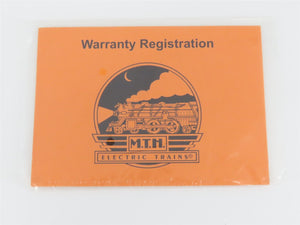 Warranty Registration
M.T.H.
ELECTRIC TRAINS®